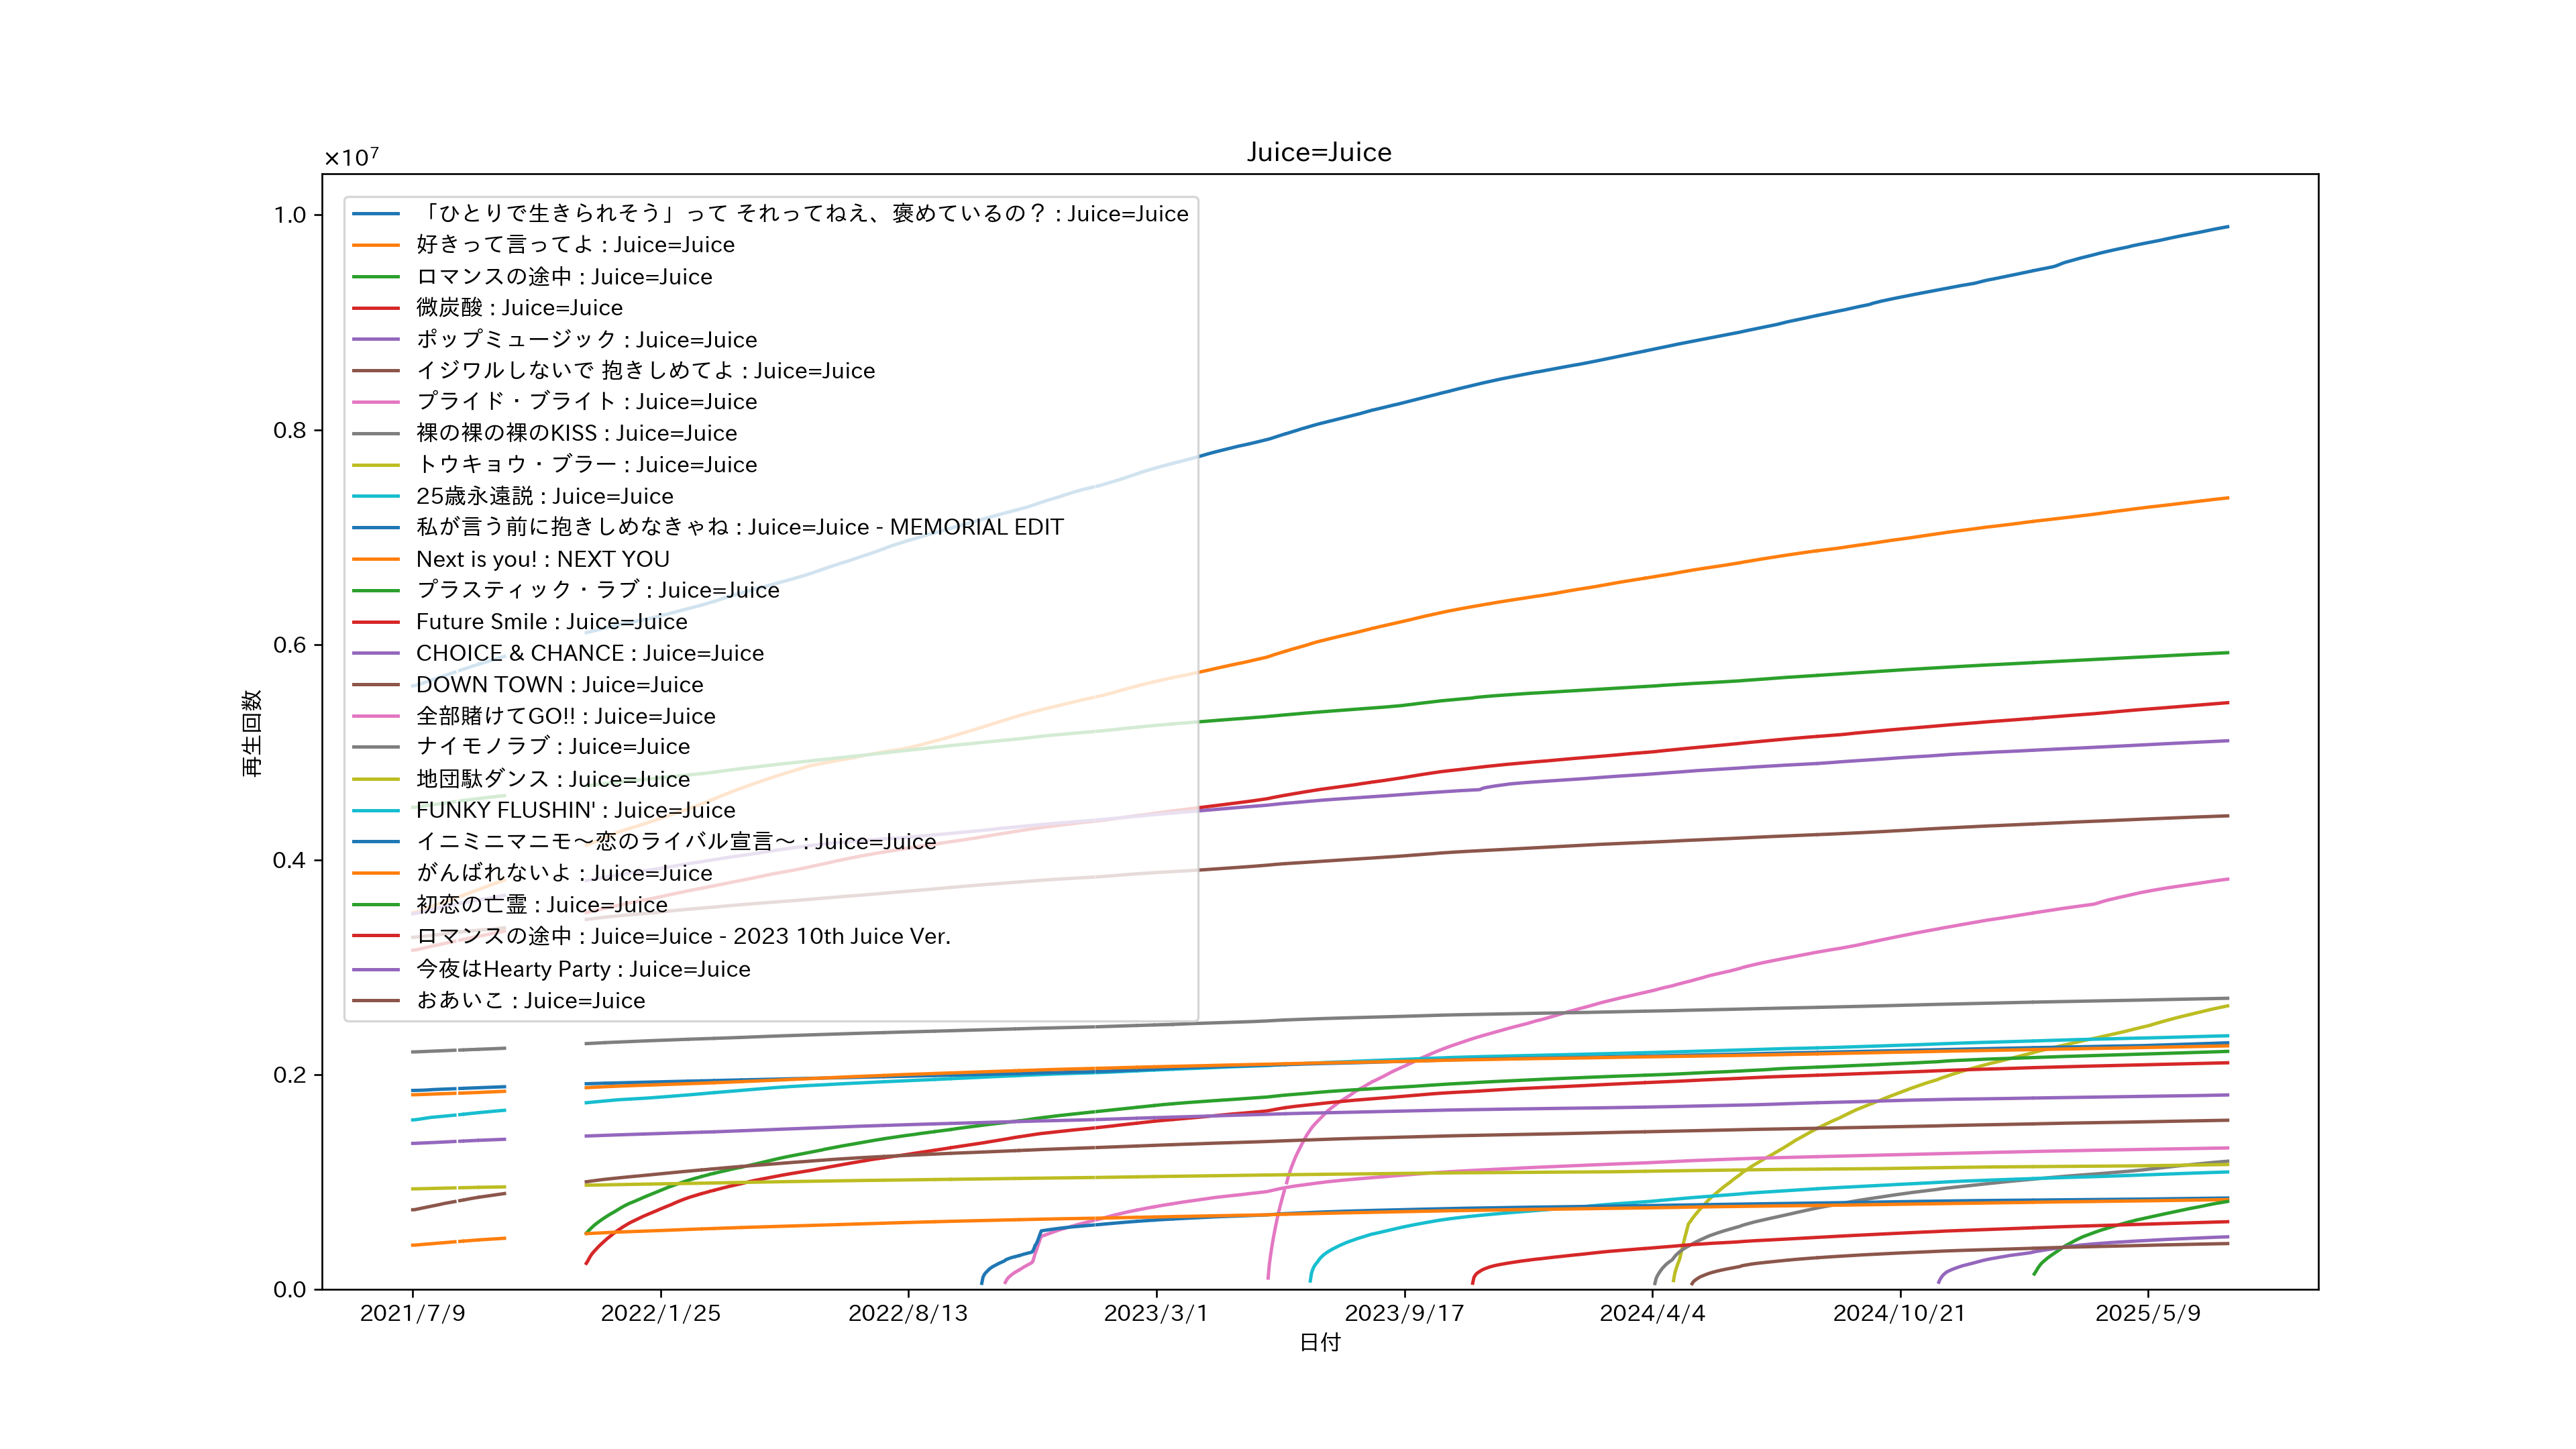 Juice=Juice
×10⁷
1.0
0.8
0.6
0.4
0.2
0.0
再生回数
「ひとりで生きられそう」って それってねえ、褒めているの？ : Juice=Juice
好きって言ってよ : Juice=Juice
ロマンスの途中 : Juice=Juice
微炭酸 : Juice=Juice
ポップミュージック : Juice=Juice
イジワルしないで 抱きしめてよ : Juice=Juice
プライド・ブライト : Juice=Juice
裸の裸の裸のKISS : Juice=Juice
トウキョウ・ブラー : Juice=Juice
25歳永遠説 : Juice=Juice
私が言う前に抱きしめなきゃね : Juice=Juice - MEMORIAL EDIT
Next is you! : NEXT YOU
プラスティック・ラブ : Juice=Juice
Future Smile : Juice=Juice
CHOICE & CHANCE : Juice=Juice
DOWN TOWN : Juice=Juice
全部賭けてGO!! : Juice=Juice
ナイモノラブ : Juice=Juice
地団駄ダンス : Juice=Juice
FUNKY FLUSHIN' : Juice=Juice
イニミニマニモ〜恋のライバル宣言〜 : Juice=Juice
がんばれないよ : Juice=Juice
初恋の亡霊 : Juice=Juice
ロマンスの途中 : Juice=Juice - 2023 10th Juice Ver.
今夜はHearty Party : Juice=Juice
おあいこ : Juice=Juice
2021/7/9 2022/1/25 2022/8/13 2023/3/1 2023/9/17 2024/4/4 2024/10/21 2025/5/9
日付